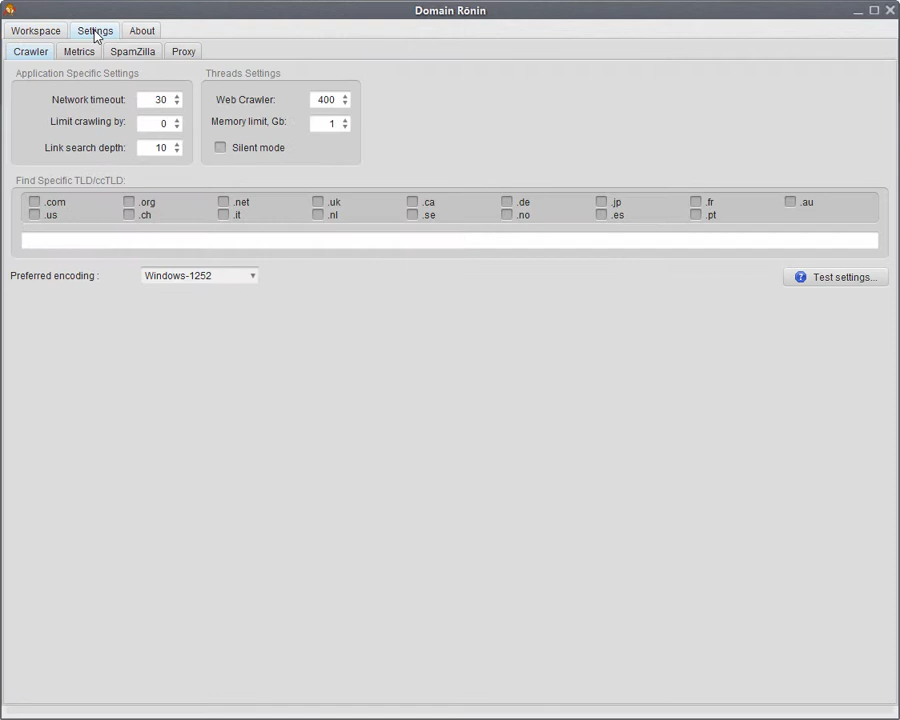 Domain Rōnin
Workspace Settings About
Crawler Metrics SpamZilla Proxy
Application Specific Settings Threads Settings
Network timeout: 30 Web Crawler: 400
Limit crawling by: 0 Memory limit, Gb: 1
Link search depth: 10 Silent mode
Find Specific TLD/ccTLD:
.com .org .net .uk .ca .de .jp .fr .au
.us .ch .it .nl .se .no .es .pt
Preferred encoding : Windows-1252 ? Test settings...